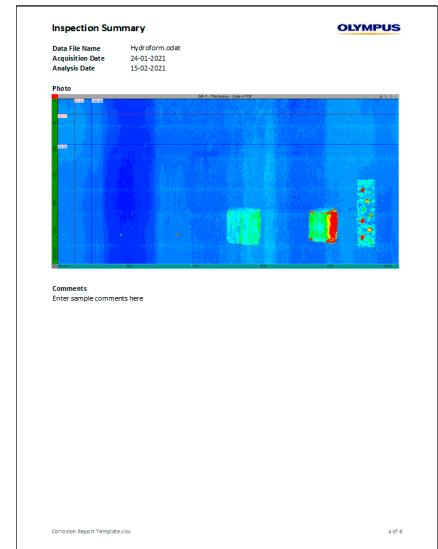 Inspection Summary
OLYMPUS
Data File Name Hydroform.odat
Acquisition Date 24-01-2021
Analysis Date 15-02-2021
Photo
Comments
Enter sample comments here
Corrosion Report Template.xlsx
4 of 6